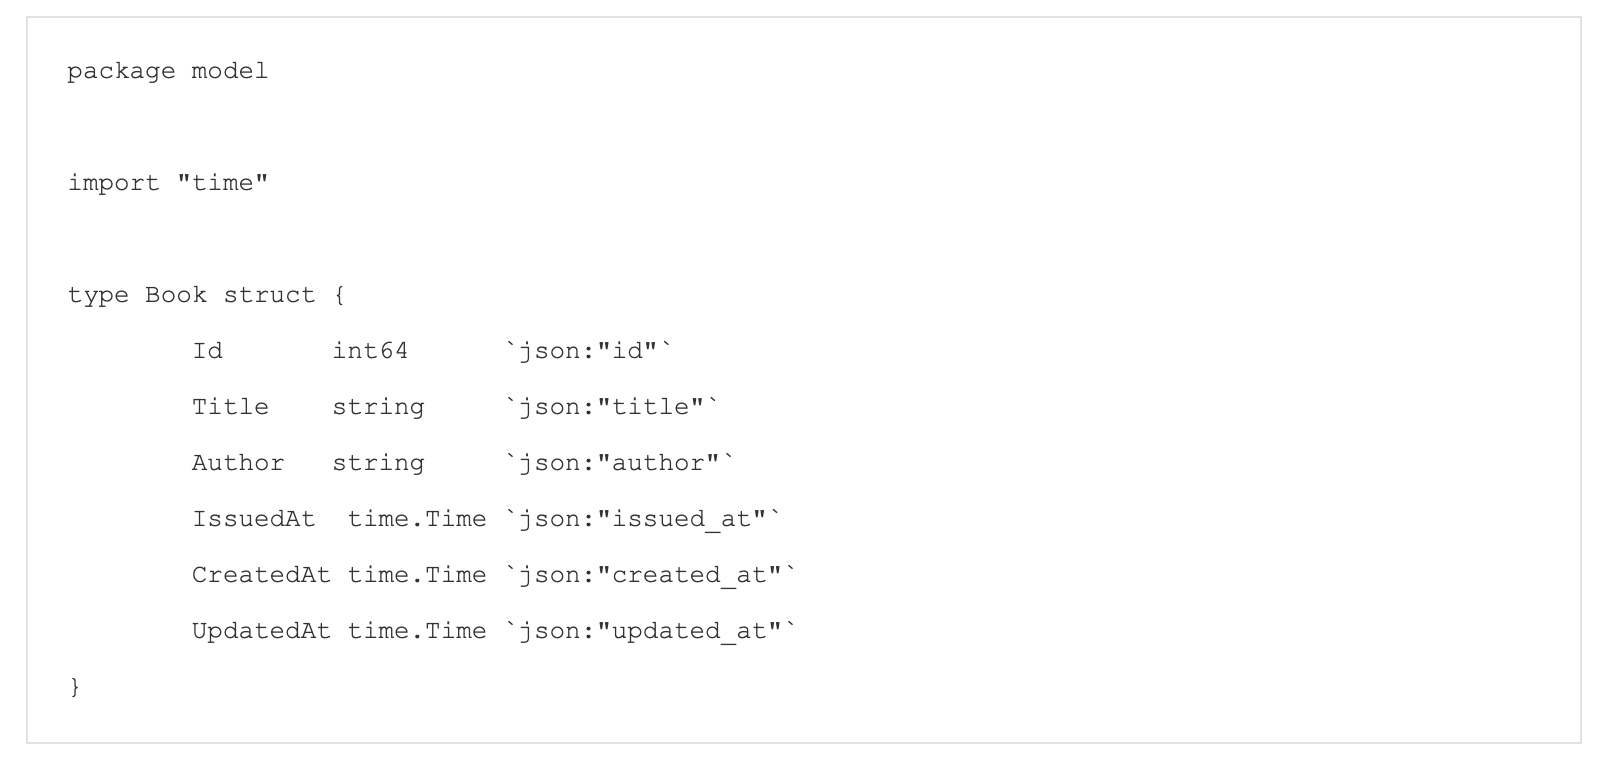 package model
import "time"
type Book struct {
        Id       int64      `json:"id"`
        Title    string     `json:"title"`
        Author   string     `json:"author"`
        IssuedAt  time.Time `json:"issued_at"`
        CreatedAt time.Time `json:"created_at"`
        UpdatedAt time.Time `json:"updated_at"`
}